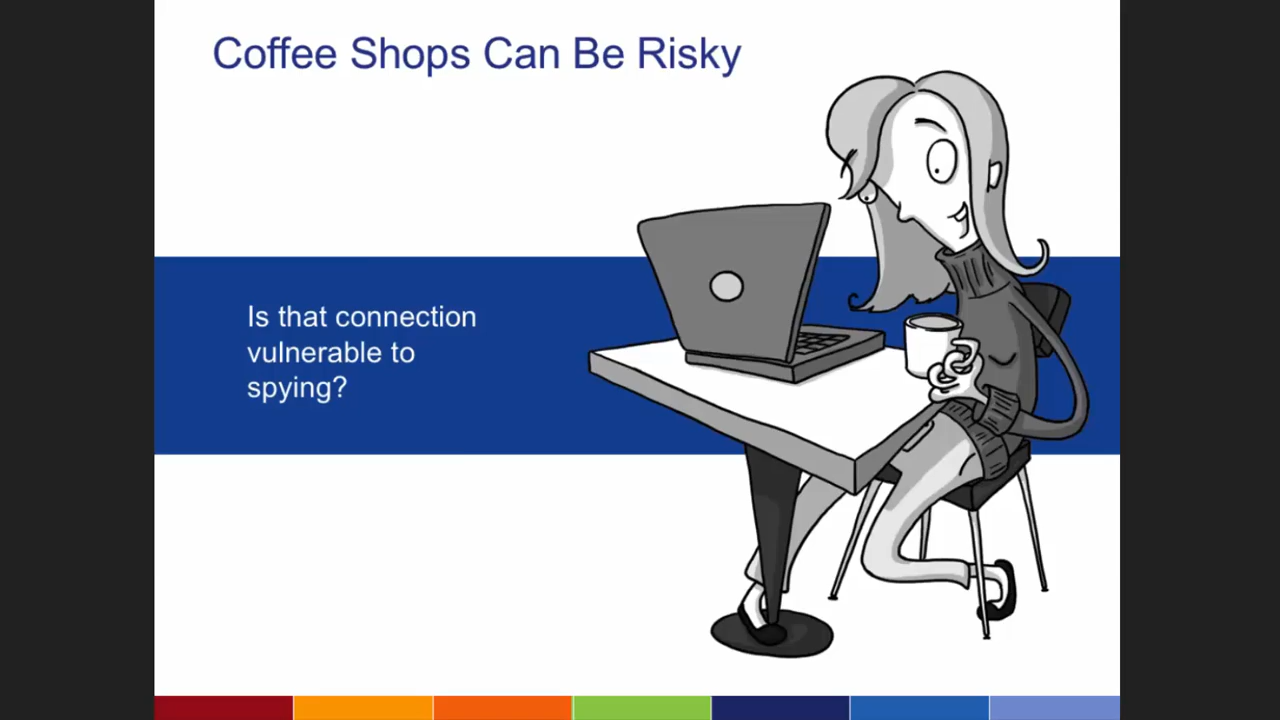 Coffee Shops Can Be Risky
Is that connection
vulnerable to
spying?